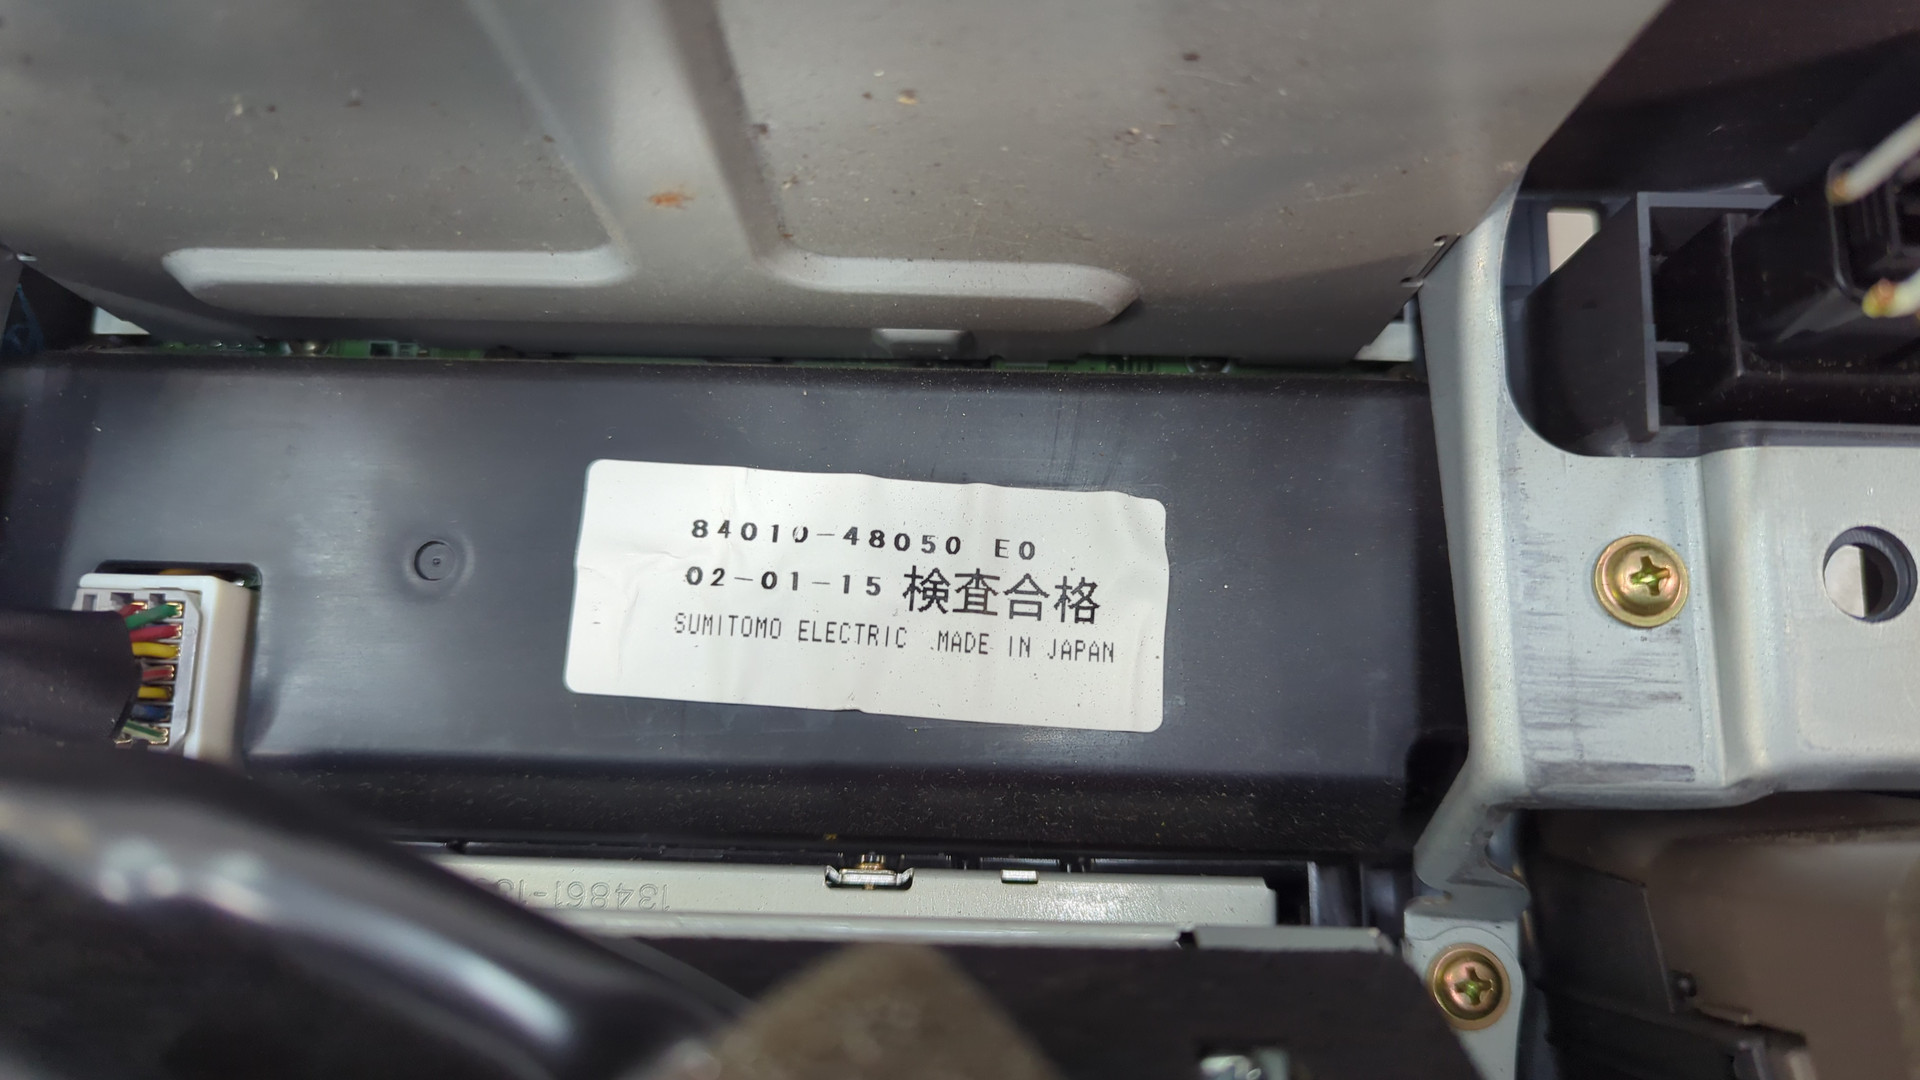 84010-48050 E0
02-01-15 検査合格
SUMITOMO ELECTRIC MADE IN JAPAN